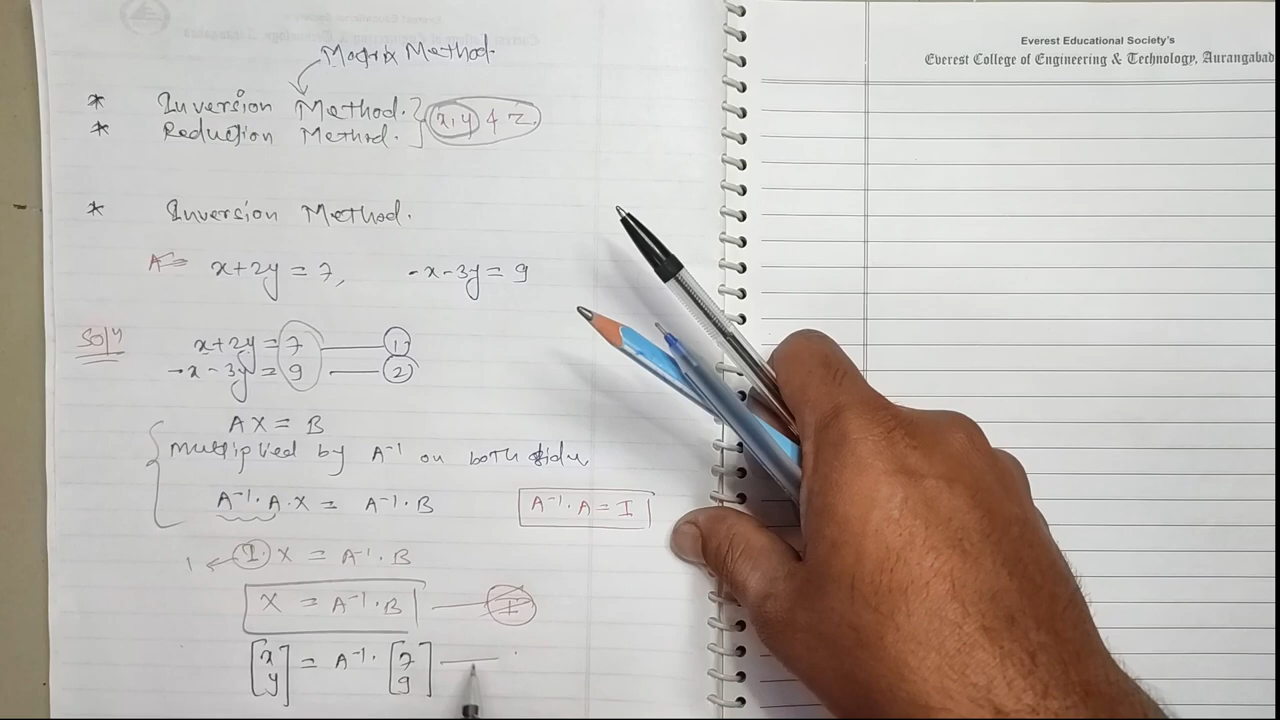 Matrix Method.
* Inversion Method. } x, y & z.
* Reduction Method.
* Inversion Method.
A⇒ x+2y = 7, -x-3y = 9
Solⁿ
x+2y = 7 — 1
-x-3y = 9 — 2
AX = B
Multiplied by A⁻¹ on both side
A⁻¹·A·X = A⁻¹·B A⁻¹·A = I
1 ← I·X = A⁻¹·B
X = A⁻¹·B — I
[x y] = A⁻¹·[7 9] —
Everest Educational Society's
Everest College of Engineering & Technology, Aurangabad